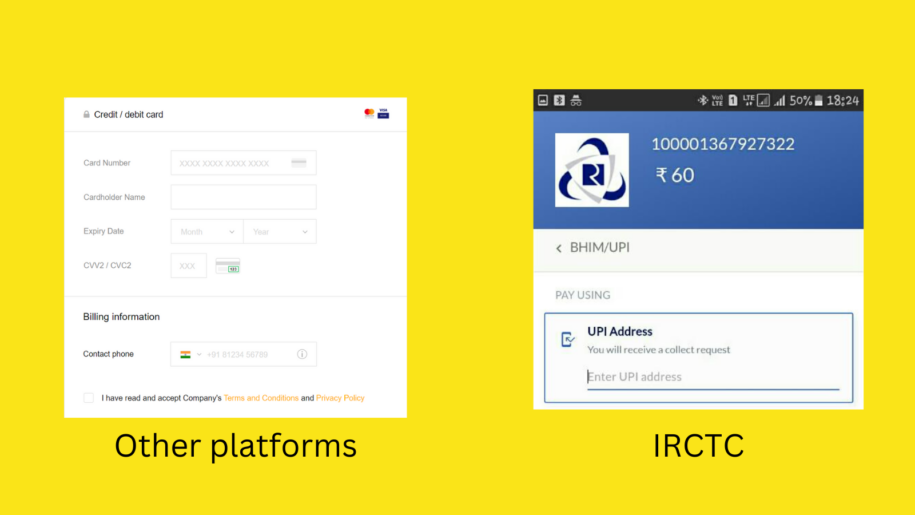 Credit / debit card
VISA
Card Number
XXXX XXXX XXXX XXXX
Cardholder Name
Expiry Date
Month
Year
CVV2 / CVC2
XXX
123
Billing information
Contact phone
+91 81234 56789
I have read and accept Company's Terms and Conditions and Privacy Policy
Other platforms
VoD LTE 1 LTE 50% 18:24
100001367927322
₹ 60
BHIM/UPI
PAY USING
UPI Address
You will receive a collect request
Enter UPI address
IRCTC